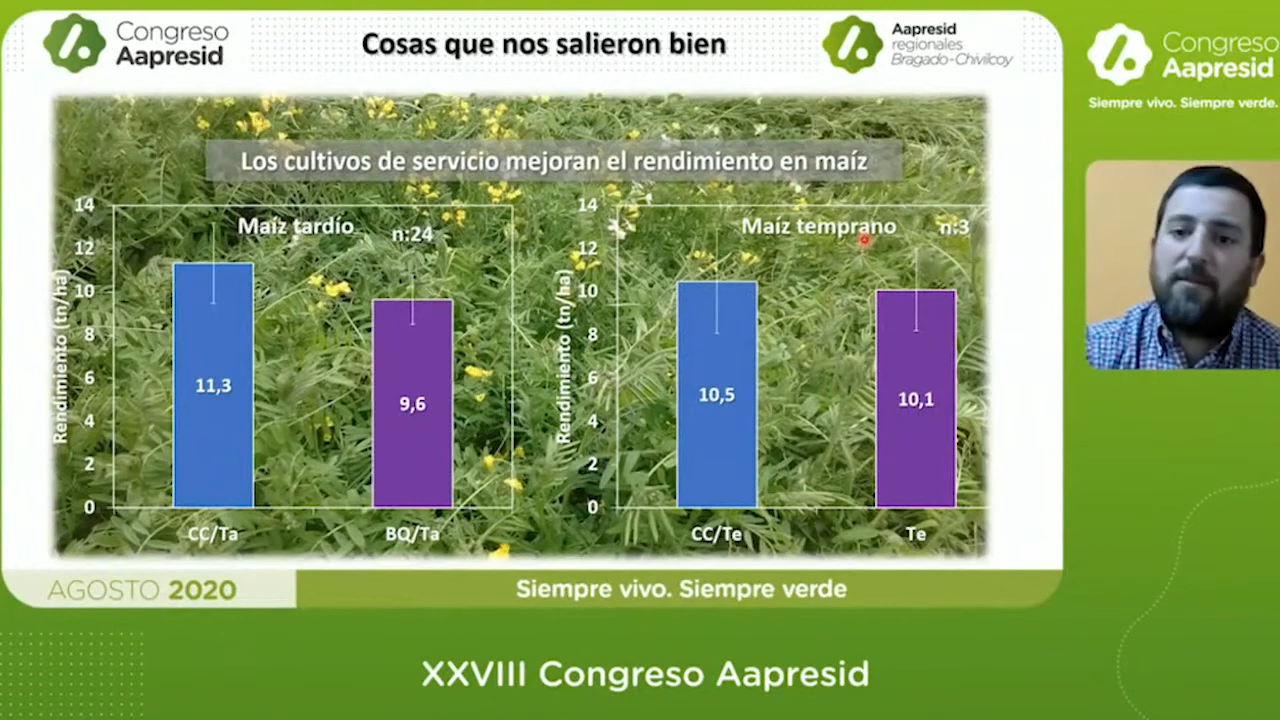 Congreso
Aapresid
Cosas que nos salieron bien
Aapresid
regionales
Bragado-Chivilcoy
Congreso
Aapresid
Siempre vivo. Siempre verde.
Los cultivos de servicio mejoran el rendimiento en maíz
Rendimiento (tn/ha)
14
12
10
8
6
4
2
0
Maíz tardío
n:24
11,3
9,6
CC/Ta
BQ/Ta
Rendimiento (tn/ha)
14
12
10
8
6
4
2
0
Maíz temprano
n:3
10,5
10,1
CC/Te
Te
AGOSTO 2020
Siempre vivo. Siempre verde
XXVIII Congreso Aapresid